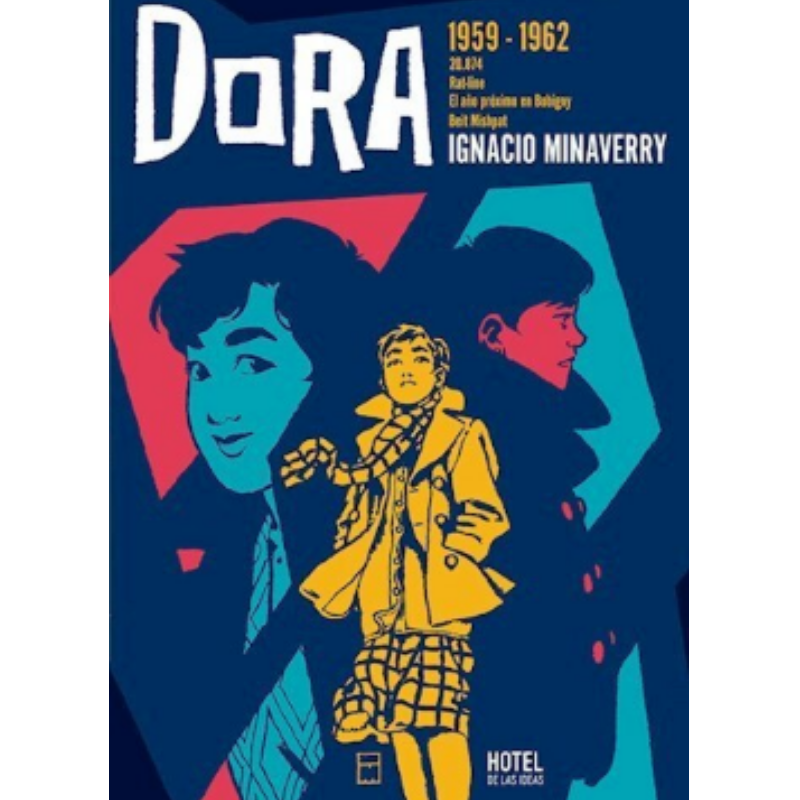 DORA
1959 - 1962
20.874
Rat-line
El año próximo en Bobigny
Beit Mishpat
IGNACIO MINAVERRY
HOTEL
DE LAS IDEAS